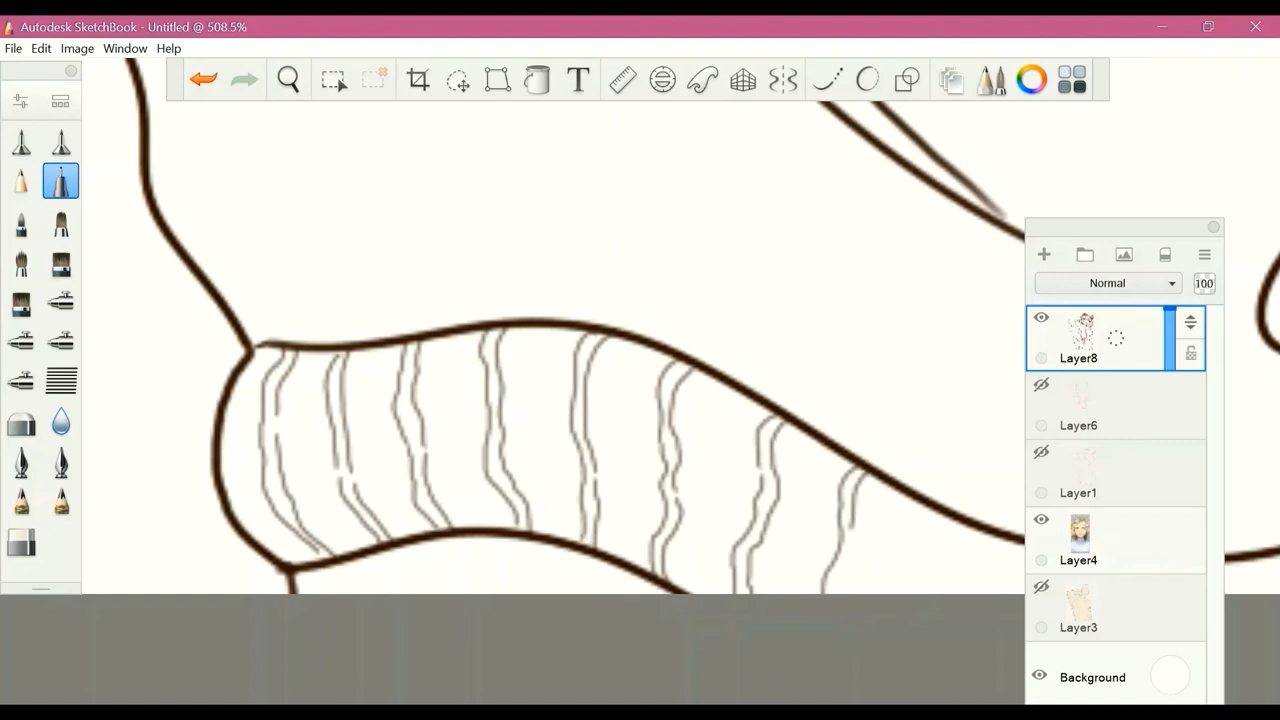 Autodesk SketchBook - Untitled @ 508.5%
File Edit Image Window Help
T
Normal 100
Layer8
Layer6
Layer1
Layer4
Layer3
Background